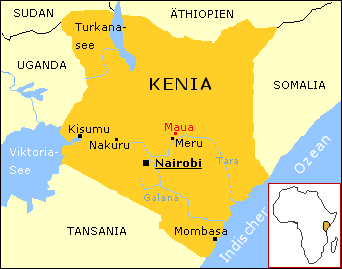 SUDAN
ÄTHIOPIEN
Turkana-
see
UGANDA
KENIA
SOMALIA
Maua
Kisumu
Meru
Nakuru
Viktoria-
See
Nairobi
Tara
Galana
TANSANIA
Mombasa
Indischer Ozean